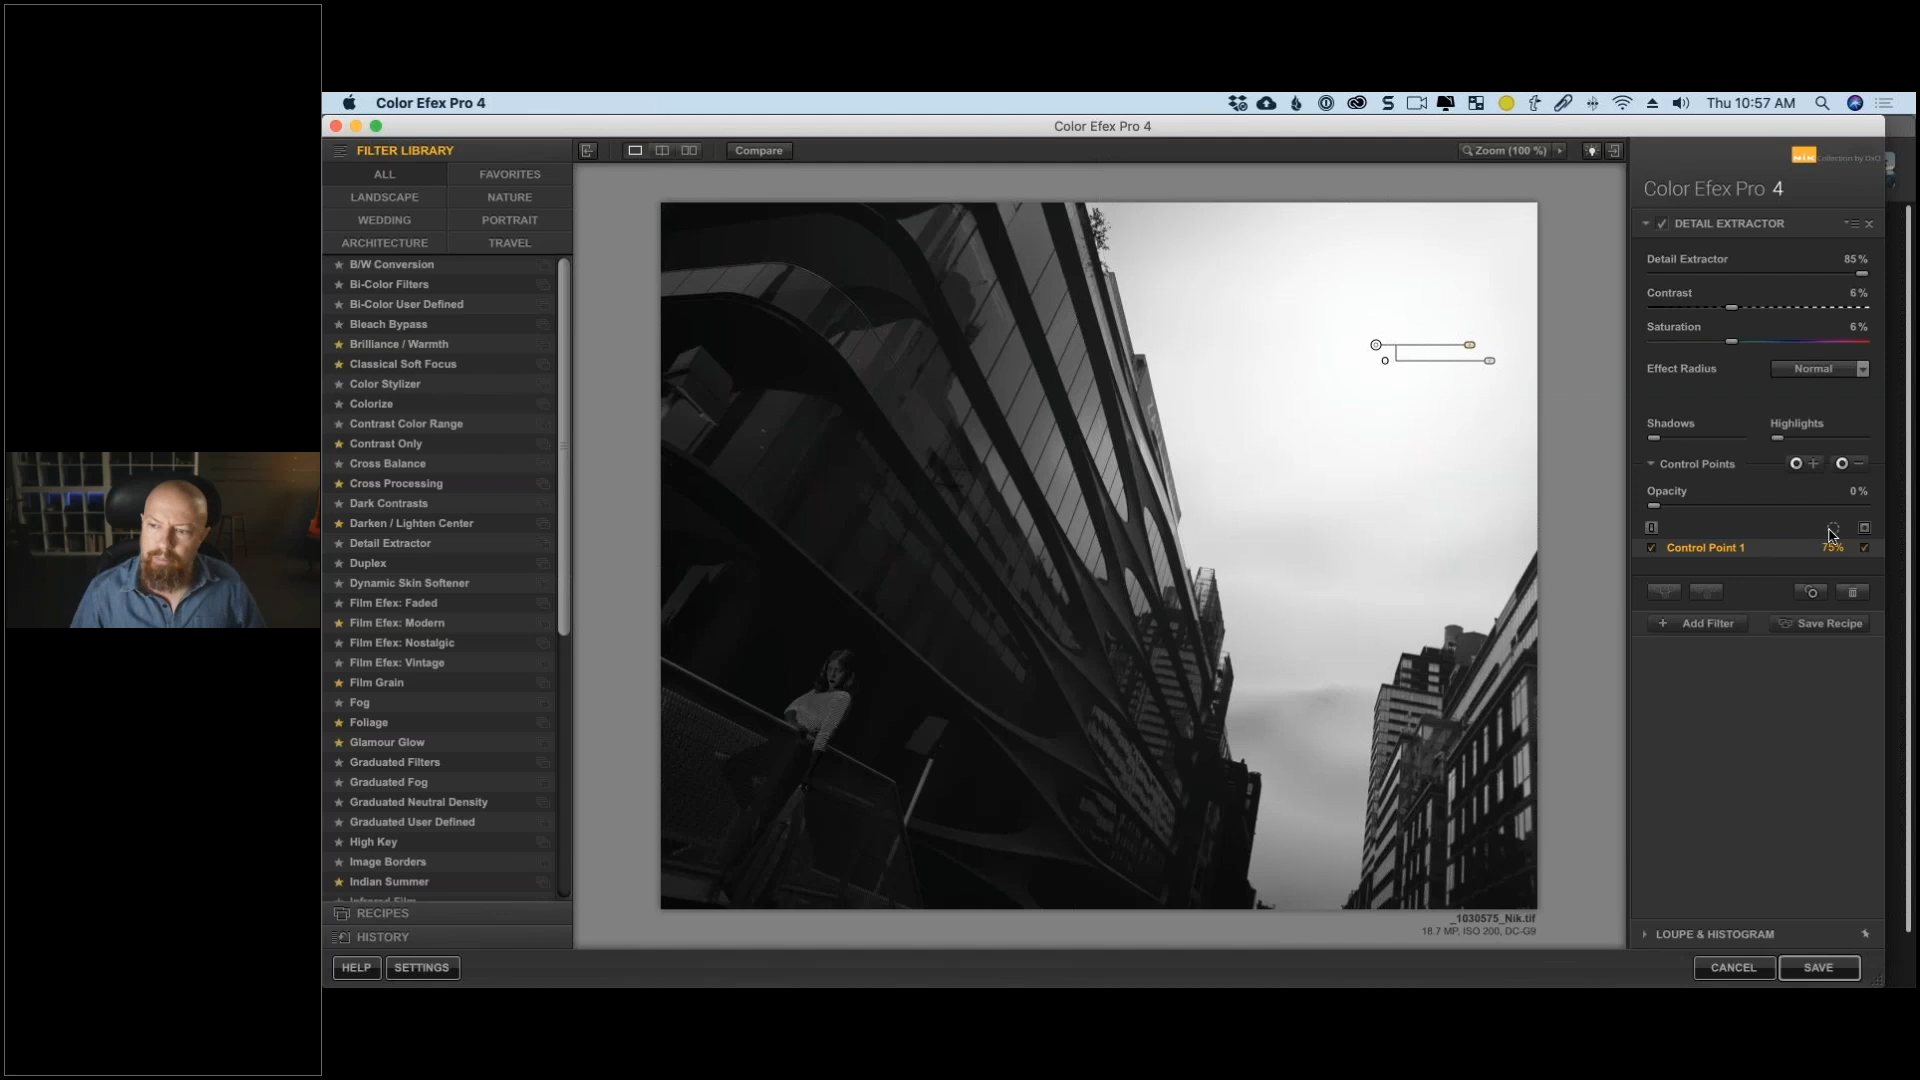 Color Efex Pro 4
Thu 10:57 AM
Color Efex Pro 4
FILTER LIBRARY
ALL
FAVORITES
LANDSCAPE
NATURE
WEDDING
PORTRAIT
ARCHITECTURE
TRAVEL
B/W Conversion
Bi-Color Filters
Bi-Color User Defined
Bleach Bypass
Brilliance / Warmth
Classical Soft Focus
Color Stylizer
Colorize
Contrast Color Range
Contrast Only
Cross Balance
Cross Processing
Dark Contrasts
Darken / Lighten Center
Detail Extractor
Duplex
Dynamic Skin Softener
Film Efex: Faded
Film Efex: Modern
Film Efex: Nostalgic
Film Efex: Vintage
Film Grain
Fog
Foliage
Glamour Glow
Graduated Filters
Graduated Fog
Graduated Neutral Density
Graduated User Defined
High Key
Image Borders
Indian Summer
Infrared Film
RECIPES
HISTORY
HELP
SETTINGS
Compare
Zoom (100 %)
_1030575_Nik.tif
18.7 MP, ISO 200, DC-G9
Nik Collection by DxO
Color Efex Pro 4
DETAIL EXTRACTOR
Detail Extractor 85%
Contrast 6%
Saturation 6%
Effect Radius Normal
Shadows Highlights
Control Points
Opacity 0%
Control Point 1 75%
Add Filter
Save Recipe
LOUPE & HISTOGRAM
CANCEL
SAVE